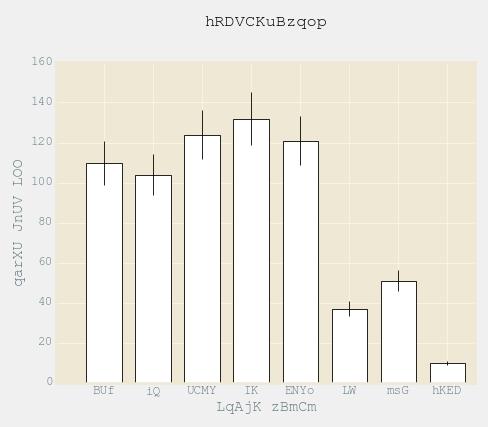 hRDVCKuBzqop
qarXU JnUV LOO
160
140
120
100
80
60
40
20
0
BUf iQ UCMY IK ENYo LW msG hKED
LqAjK zBmCm